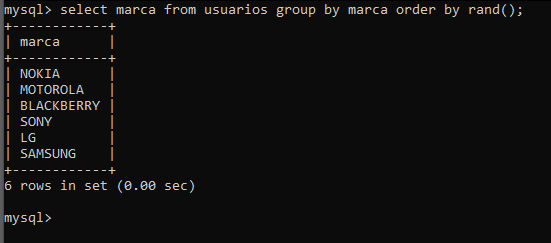 mysql> select marca from usuarios group by marca order by rand();
+------------+
| marca      |
+------------+
| NOKIA      |
| MOTOROLA   |
| BLACKBERRY |
| SONY       |
| LG         |
| SAMSUNG    |
+------------+
6 rows in set (0.00 sec)
mysql>